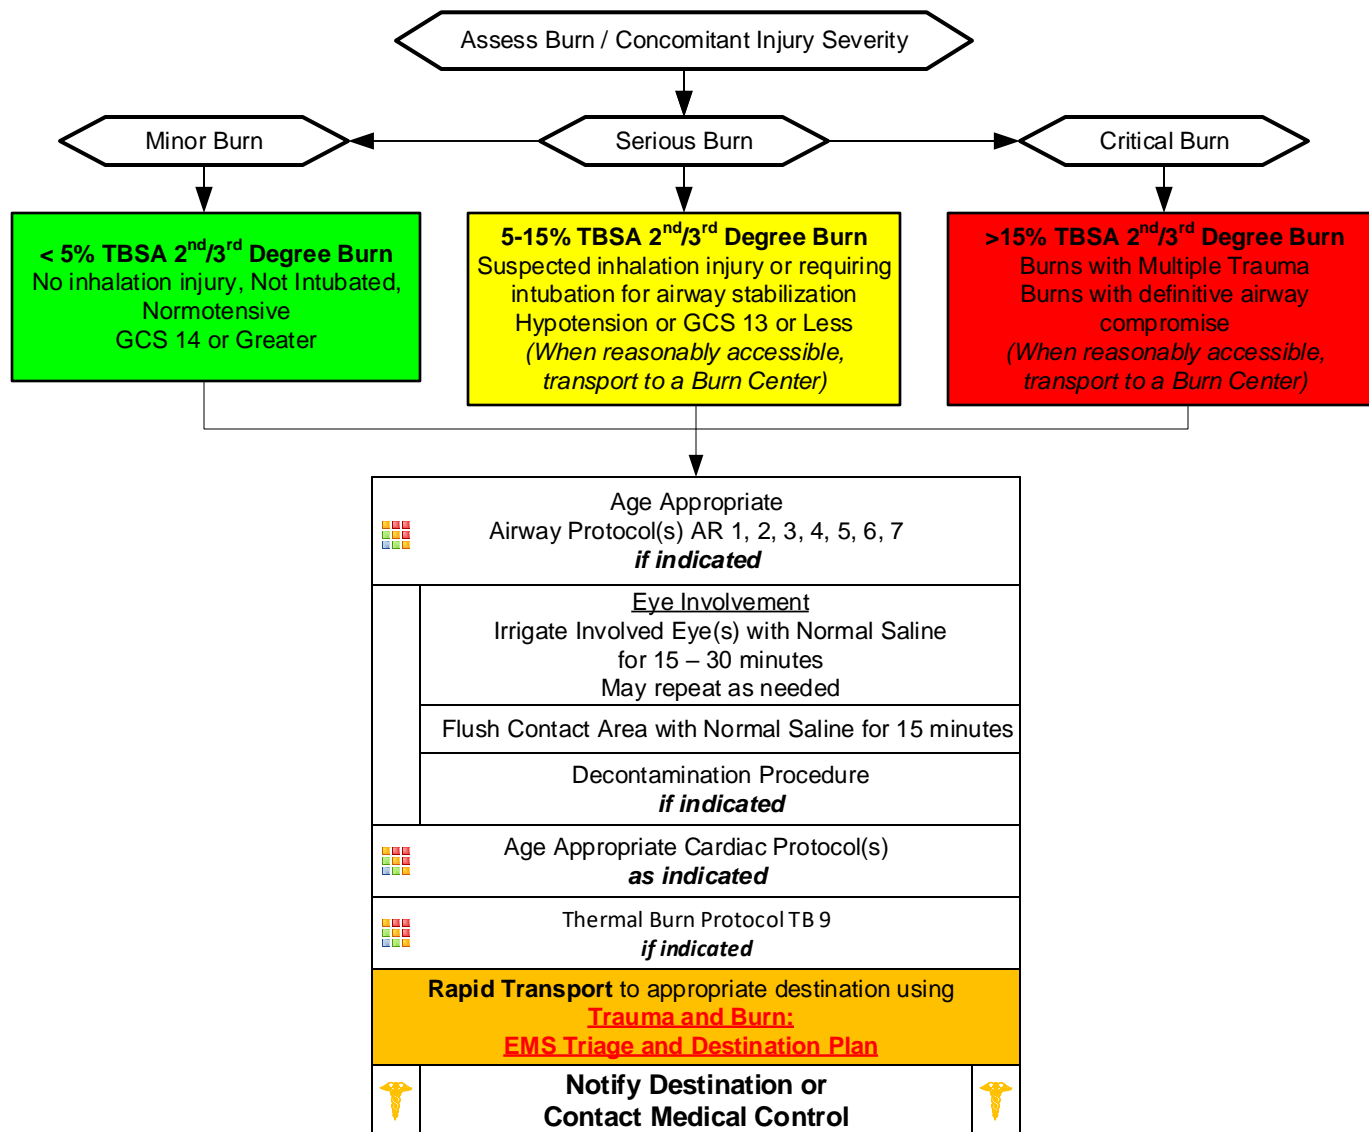 Assess Burn / Concomitant Injury Severity
Minor Burn
Serious Burn
Critical Burn
< 5% TBSA 2nd/3rd Degree Burn
No inhalation injury, Not Intubated,
Normotensive
GCS 14 or Greater
5-15% TBSA 2nd/3rd Degree Burn
Suspected inhalation injury or requiring
intubation for airway stabilization
Hypotension or GCS 13 or Less
(When reasonably accessible,
transport to a Burn Center)
>15% TBSA 2nd/3rd Degree Burn
Burns with Multiple Trauma
Burns with definitive airway
compromise
(When reasonably accessible,
transport to a Burn Center)
Age Appropriate
Airway Protocol(s) AR 1, 2, 3, 4, 5, 6, 7
if indicated
Eye Involvement
Irrigate Involved Eye(s) with Normal Saline
for 15 – 30 minutes
May repeat as needed
Flush Contact Area with Normal Saline for 15 minutes
Decontamination Procedure
if indicated
Age Appropriate Cardiac Protocol(s)
as indicated
Thermal Burn Protocol TB 9
if indicated
Rapid Transport to appropriate destination using
Trauma and Burn:
EMS Triage and Destination Plan
Notify Destination or
Contact Medical Control